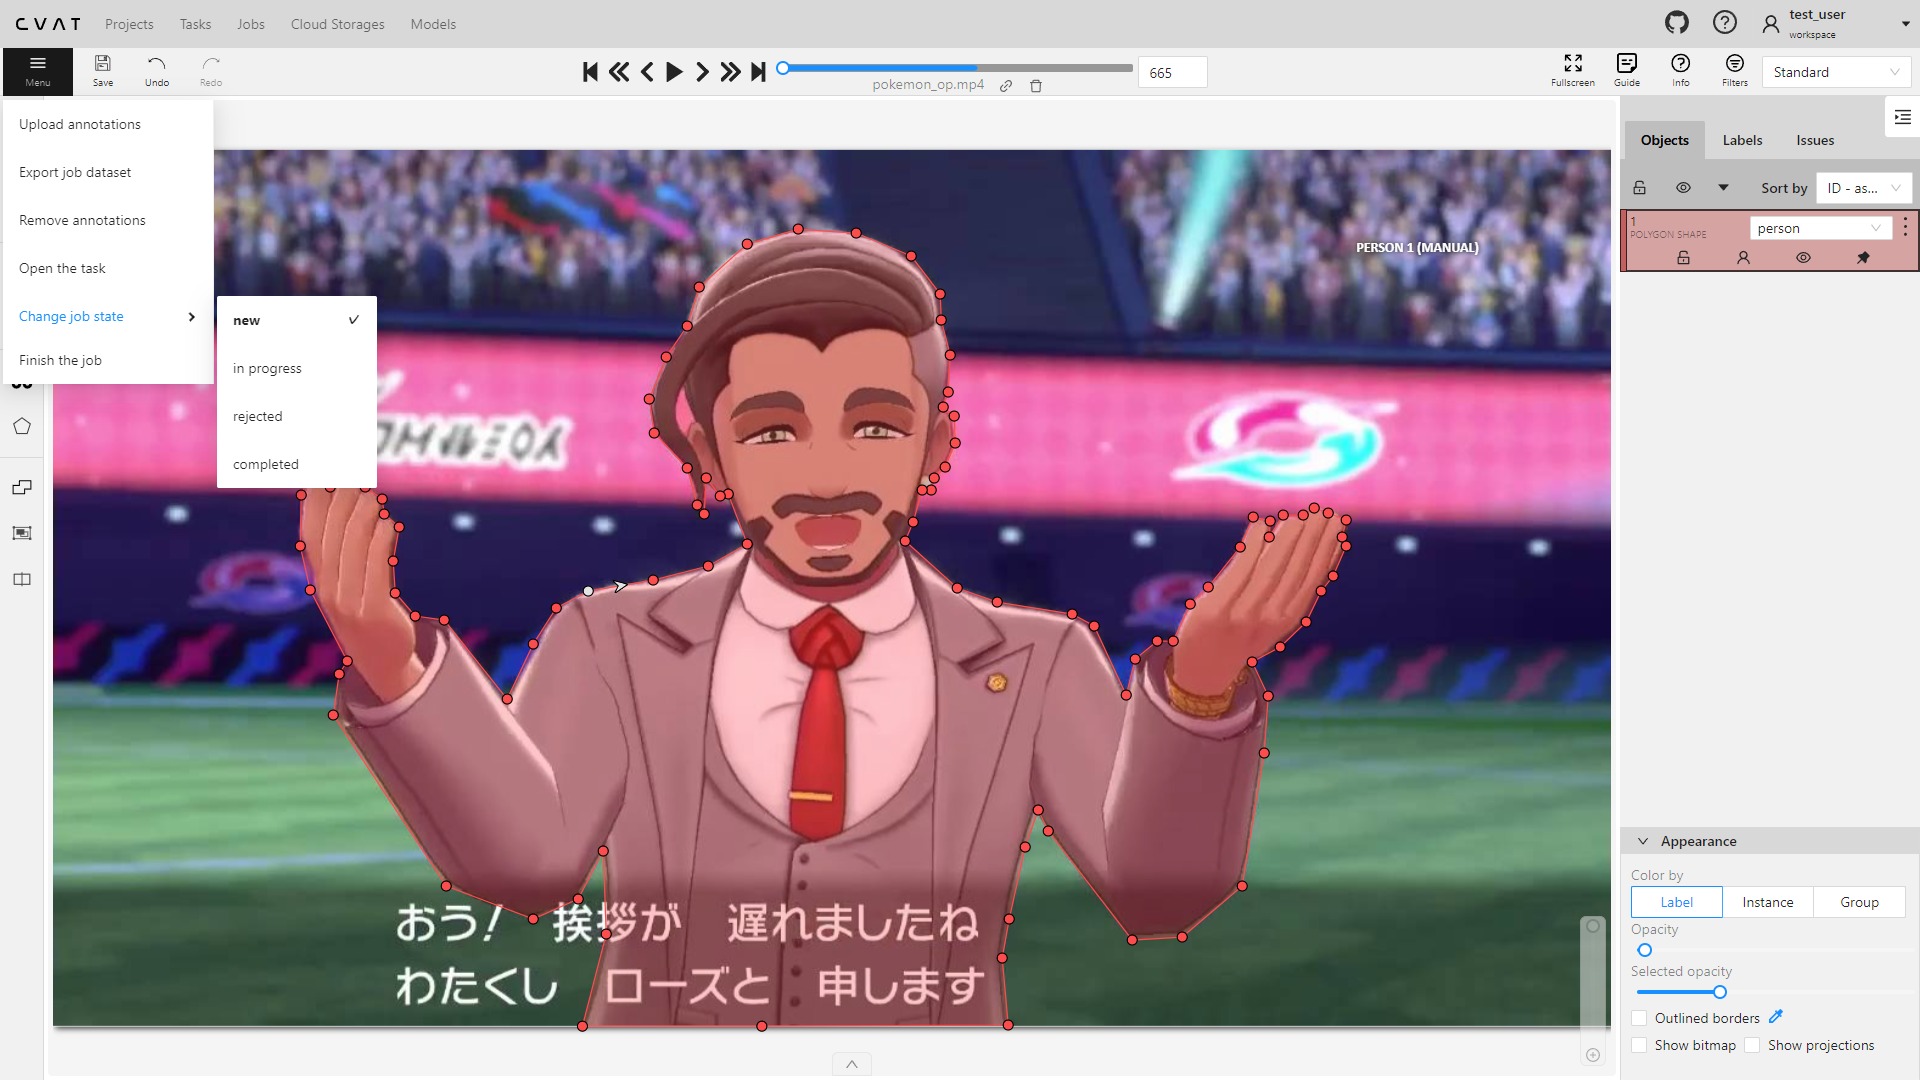 CVAT
Projects
Tasks
Jobs
Cloud Storages
Models
test_user
workspace
Menu
Save
Undo
Redo
pokemon_op.mp4
665
Fullscreen
Guide
Info
Filters
Standard
Upload annotations
Export job dataset
Remove annotations
Open the task
Change job state
Finish the job
new
in progress
rejected
completed
PERSON 1 (MANUAL)
おう! 挨拶が 遅れましたね
わたくし ローズと 申します
Objects
Labels
Issues
Sort by
ID - as...
1
POLYGON SHAPE
person
Appearance
Color by
Label
Instance
Group
Opacity
Selected opacity
Outlined borders
Show bitmap
Show projections